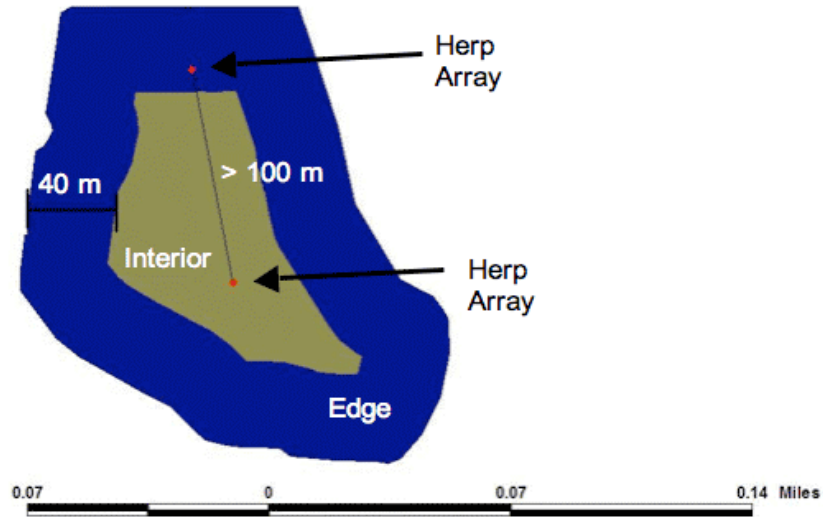 Herp
Array
> 100 m
40 m
Interior
Herp
Array
Edge
0.07 0 0.07 0.14 Miles